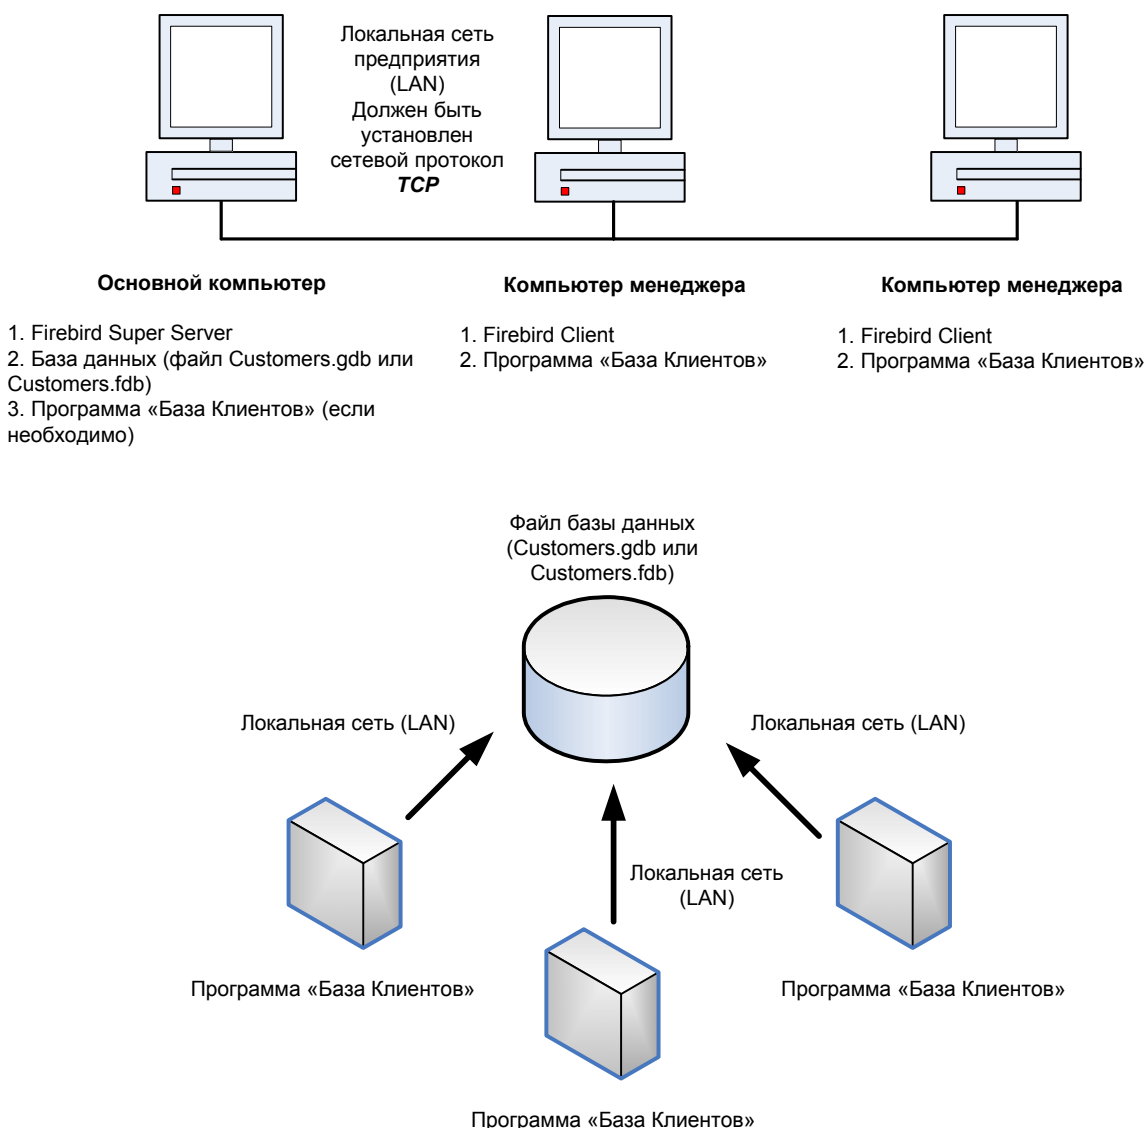 Локальная сеть
предприятия
(LAN)
Должен быть
установлен
сетевой протокол
TCP
Основной компьютер
1. Firebird Super Server
2. База данных (файл Customers.gdb или
Customers.fdb)
3. Программа «База Клиентов» (если
необходимо)
Компьютер менеджера
1. Firebird Client
2. Программа «База Клиентов»
Компьютер менеджера
1. Firebird Client
2. Программа «База Клиентов»
Файл базы данных
(Customers.gdb или
Customers.fdb)
Локальная сеть (LAN)
Локальная сеть (LAN)
Локальная сеть
(LAN)
Программа «База Клиентов»
Программа «База Клиентов»
Программа «База Клиентов»